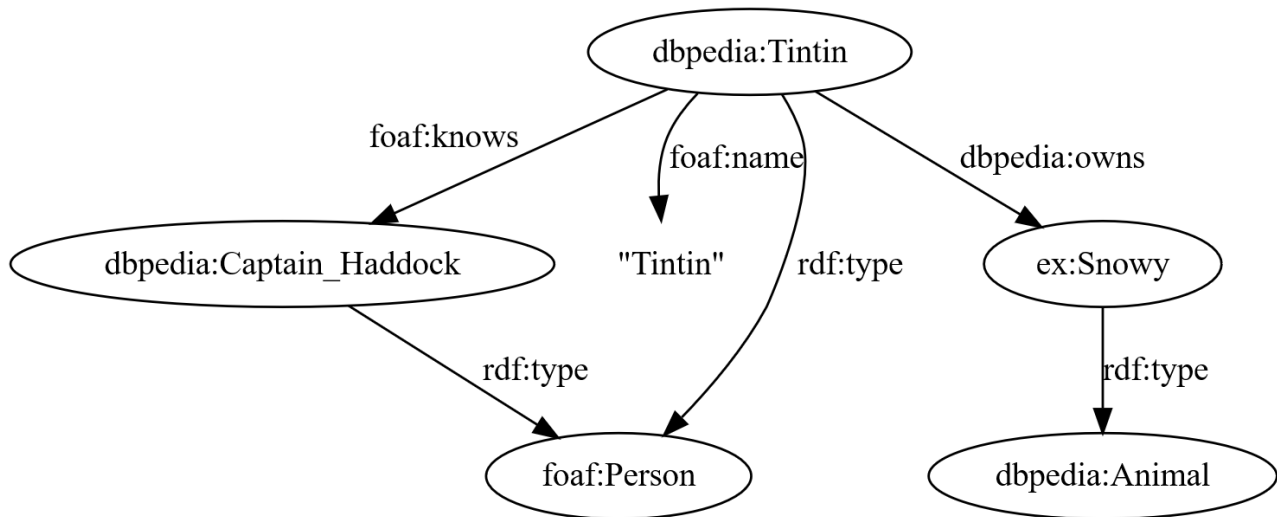 dbpedia:Tintin
foaf:knows
foaf:name
dbpedia:owns
dbpedia:Captain_Haddock
"Tintin"
rdf:type
ex:Snowy
rdf:type
rdf:type
foaf:Person
dbpedia:Animal